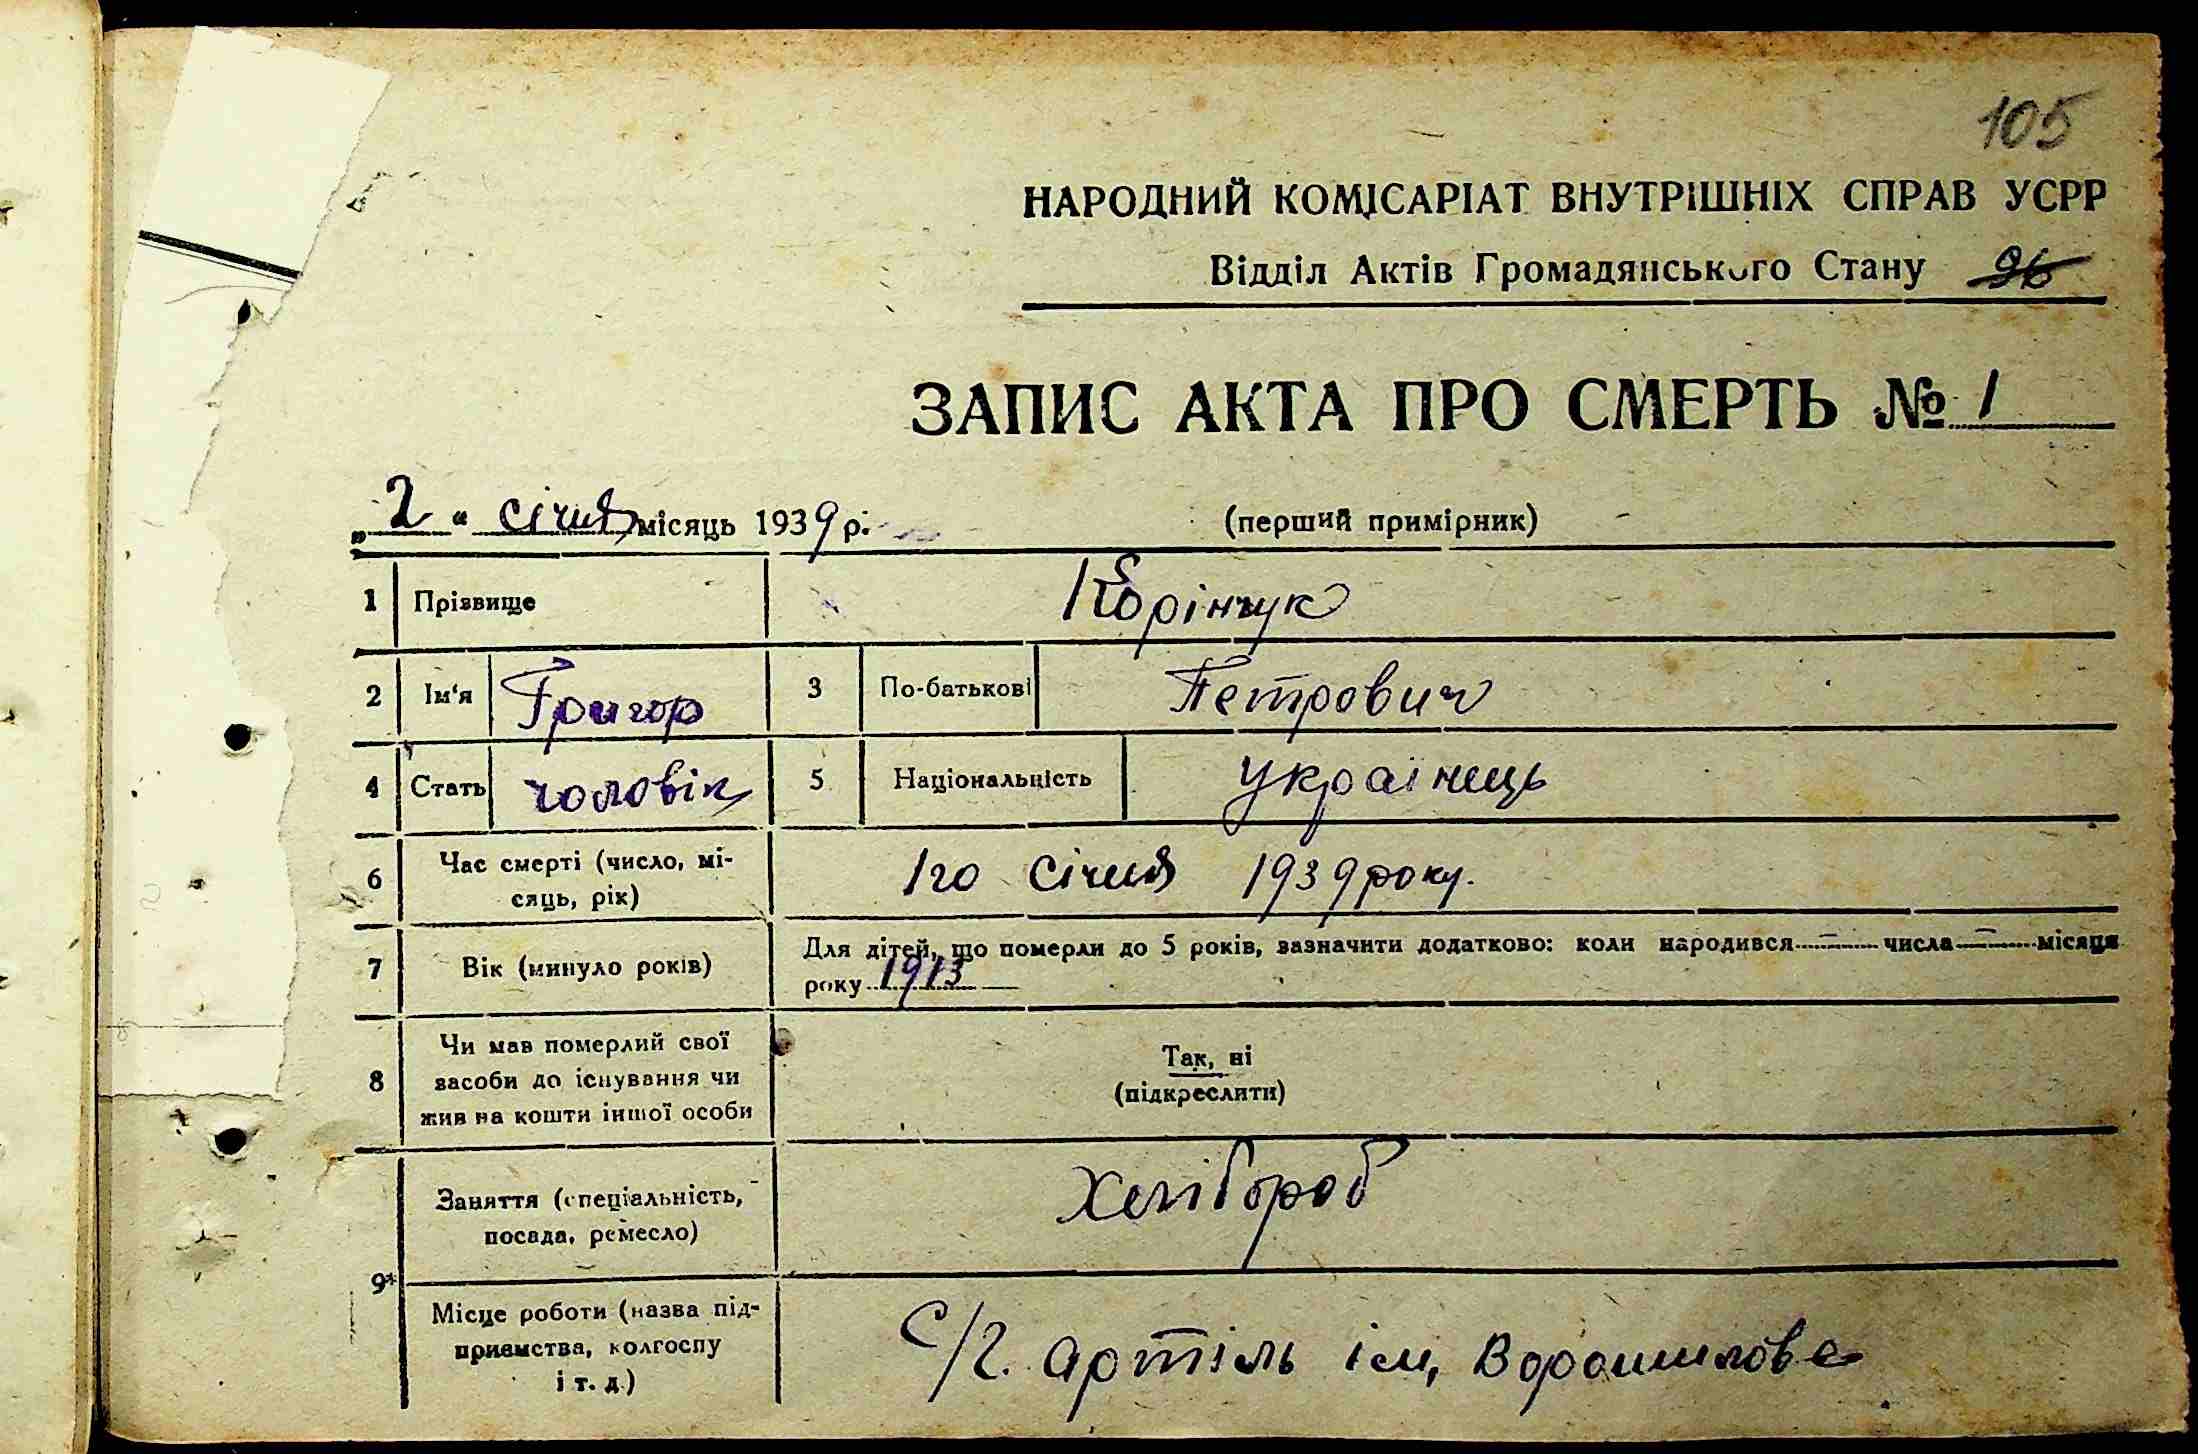 105
НАРОДНИЙ КОМІСАРІАТ ВНУТРІШНІХ СПРАВ УСРР
Відділ Актів Громадянського Стану 96
ЗАПИС АКТА ПРО СМЕРТЬ № 1
„2“ січня місяць 1939 р. (перший примірник)
1 Прізвище Корінчук
2 Ім'я Григор 3 По-батькові Петрович
4 Стать чоловік 5 Національність українець
6 Час смерті (число, мі-
сяць, рік) 1го січня 1939 року.
7 Вік (минуло років) Для дітей, що померли до 5 років, зазначити додатково: коли народився — числа — місяця
року 1913
8 Чи мав померлий свої
засоби до існування чи
жив на кошти іншої особи
Так, ні
(підкреслити)
9* Заняття (спеціальність,
посада, ремесло) Хлібороб
Місце роботи (назва під-
приємства, колгоспу
і т. д.) С/г. артіль ім, Ворошилова